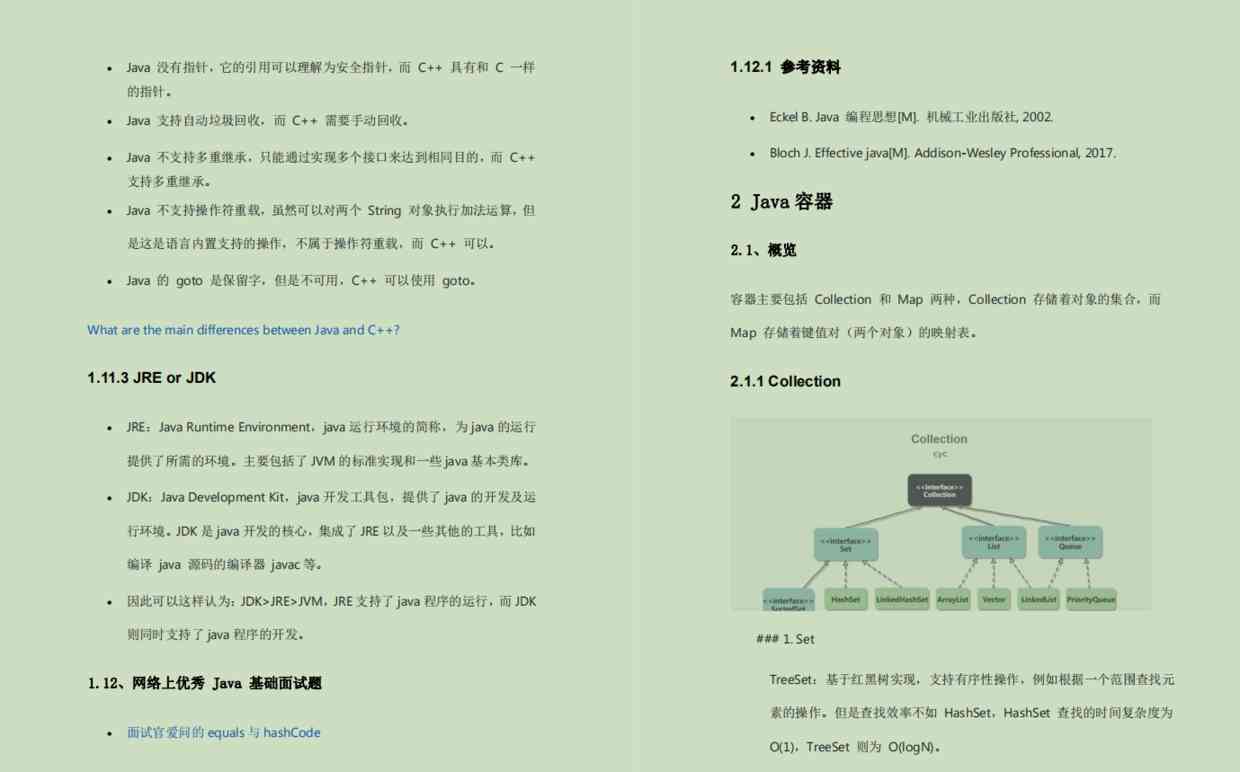 • Java 没有指针，它的引用可以理解为安全指针，而 C++ 具有和 C 一样
的指针。
• Java 支持自动垃圾回收，而 C++ 需要手动回收。
• Java 不支持多重继承，只能通过实现多个接口来达到相同目的，而 C++
支持多重继承。
• Java 不支持操作符重载，虽然可以对两个 String 对象执行加法运算，但
是这是语言内置支持的操作，不属于操作符重载，而 C++ 可以。
• Java 的 goto 是保留字，但是不可用，C++ 可以使用 goto。
What are the main differences between Java and C++?
1.11.3 JRE or JDK
• JRE：Java Runtime Environment，java 运行环境的简称，为 java 的运行
提供了所需的环境。主要包括了 JVM 的标准实现和一些 java 基本类库。
• JDK：Java Development Kit，java 开发工具包，提供了 java 的开发及运
行环境。JDK 是 java 开发的核心，集成了 JRE 以及一些其他的工具，比如
编译 java 源码的编译器 javac 等。
• 因此可以这样认为：JDK>JRE>JVM，JRE 支持了 java 程序的运行，而 JDK
则同时支持了 java 程序的开发。
1.12、网络上优秀 Java 基础面试题
• 面试官爱问的 equals 与 hashCode
1.12.1 参考资料
• Eckel B. Java 编程思想[M]. 机械工业出版社, 2002.
• Bloch J. Effective java[M]. Addison-Wesley Professional, 2017.
2 Java 容器
2.1、概览
容器主要包括 Collection 和 Map 两种，Collection 存储着对象的集合，而
Map 存储着键值对（两个对象）的映射表。
2.1.1 Collection
Collection
cyc
<<interface>>
Collection
<<interface>>
Set
<<interface>>
List
<<interface>>
Queue
<<interface>>
SortedSet
HashSet
LinkedHashSet
ArrayList
Vector
LinkedList
PriorityQueue
### 1. Set
TreeSet：基于红黑树实现，支持有序性操作，例如根据一个范围查找元
素的操作。但是查找效率不如 HashSet，HashSet 查找的时间复杂度为
O(1)，TreeSet 则为 O(logN)。